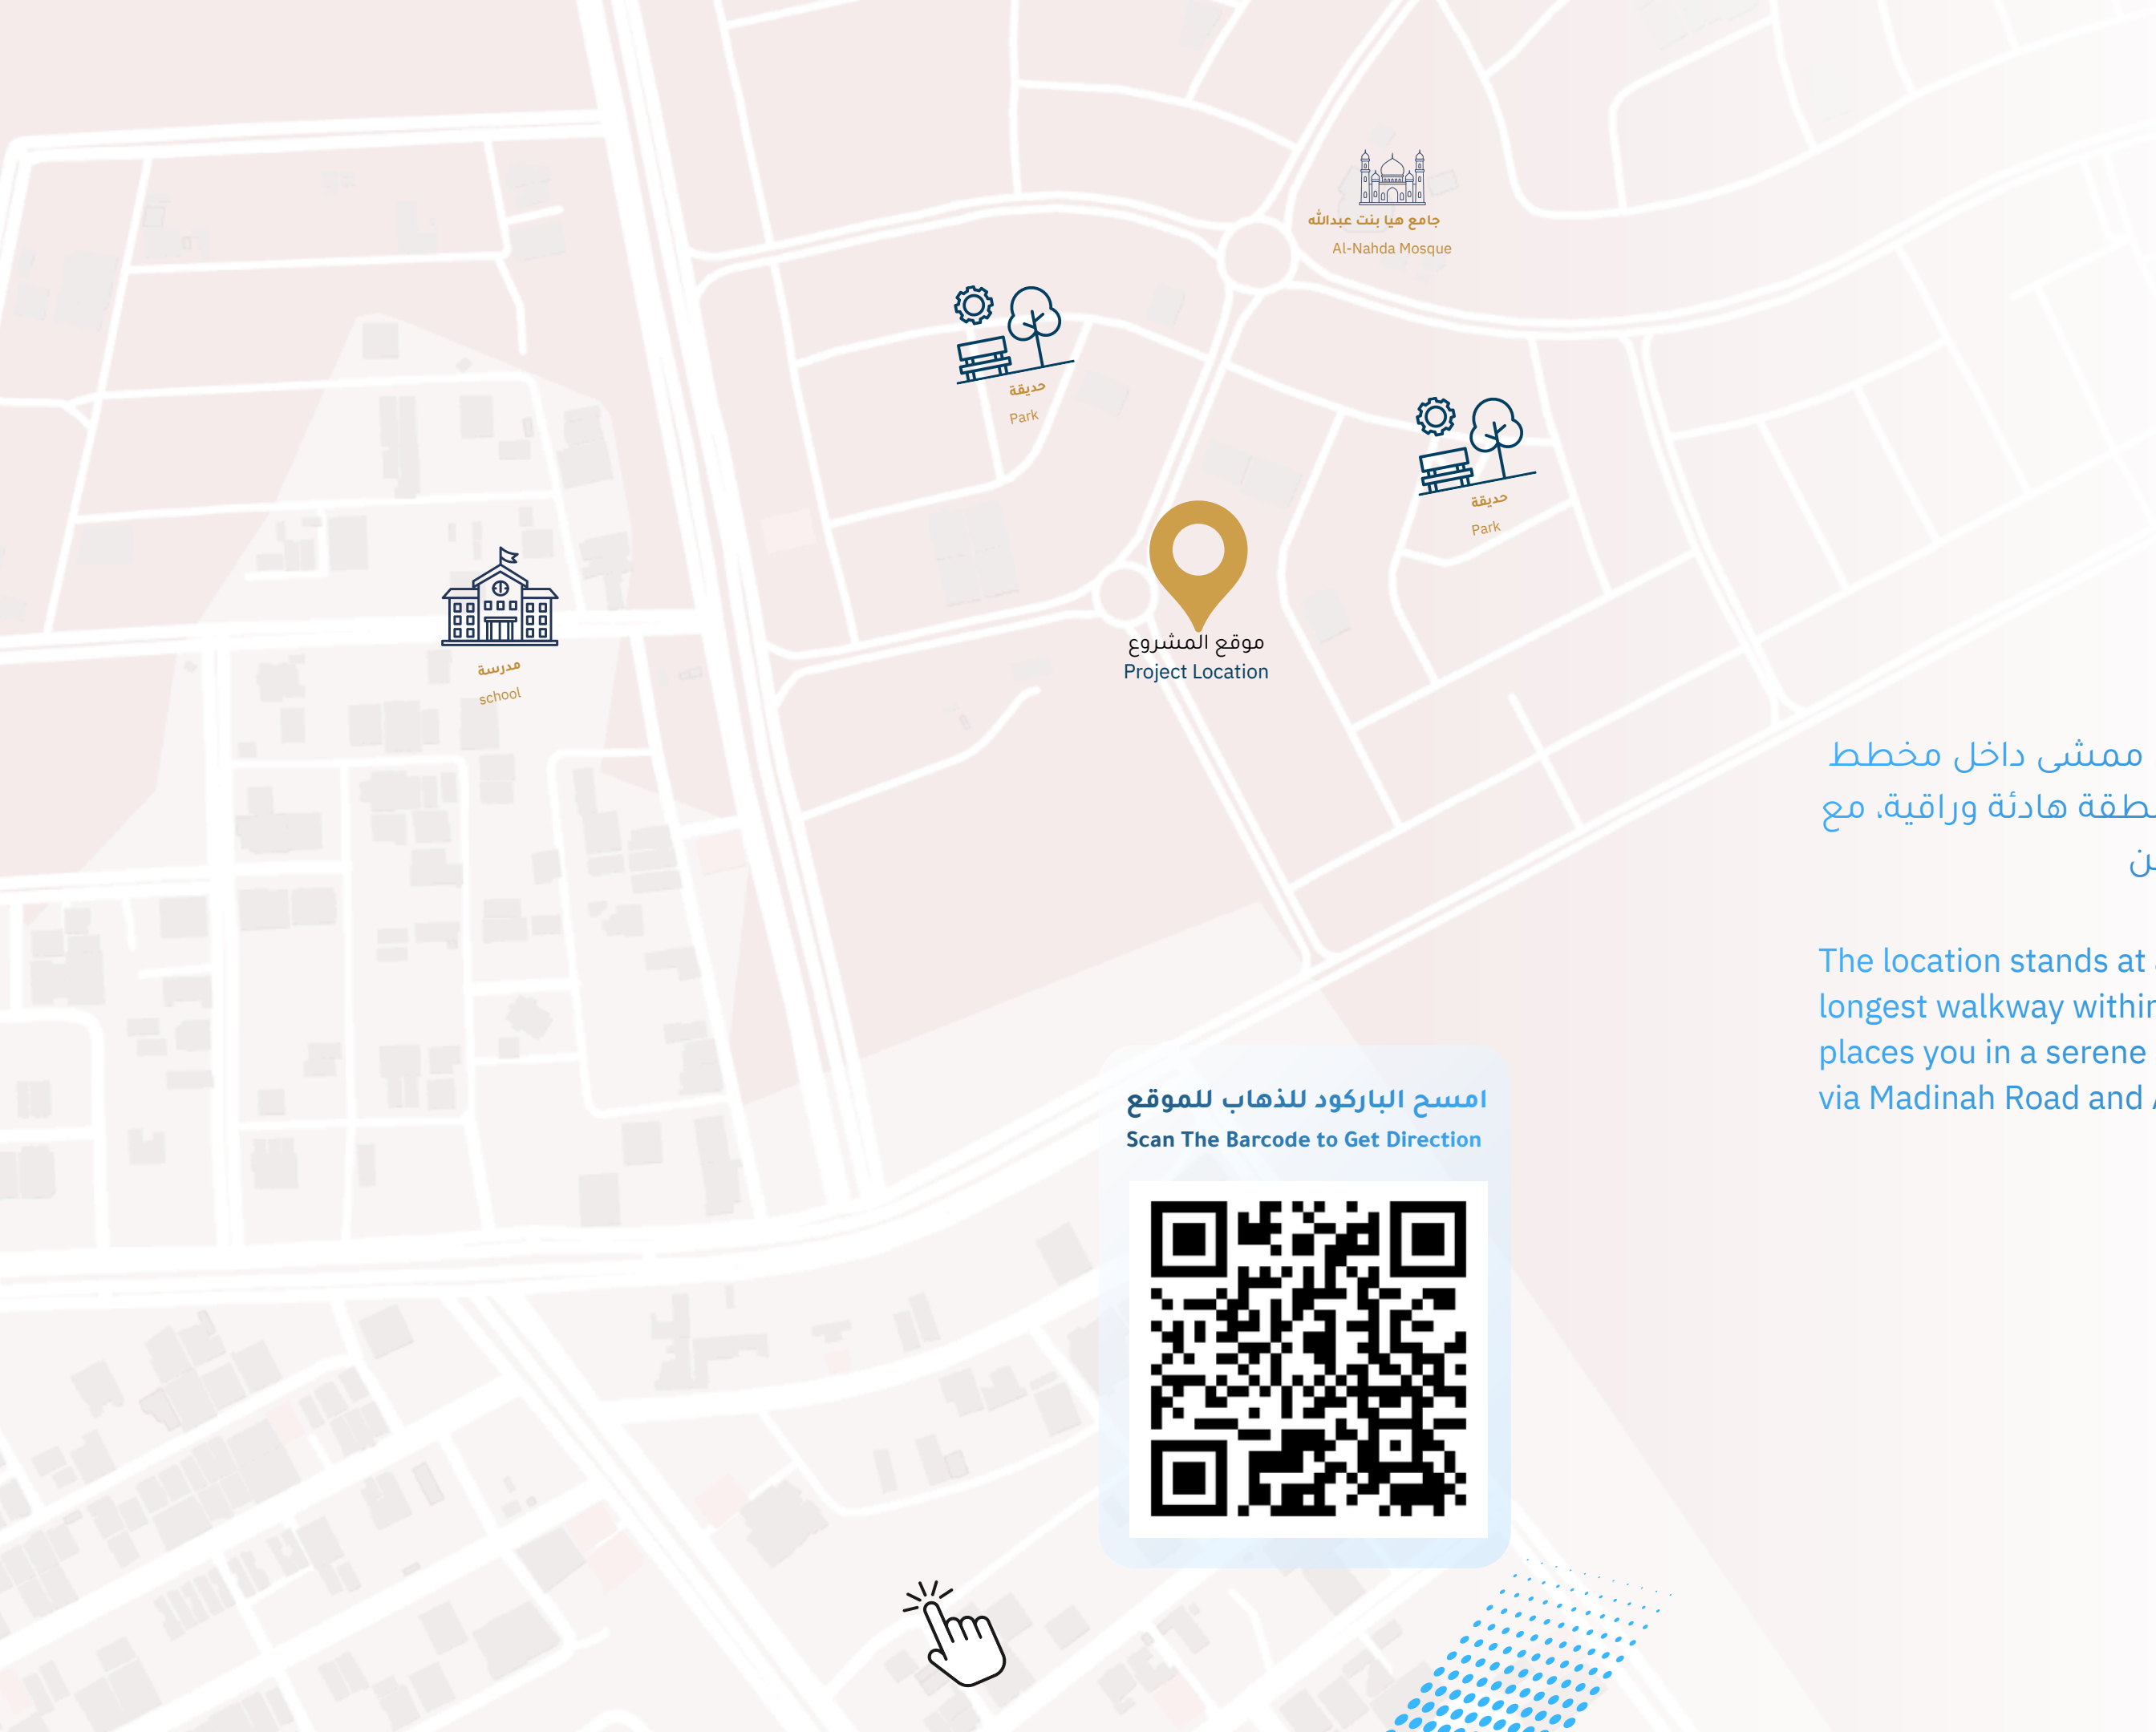 جامع هيا بنت عبدالله
Al-Nahda Mosque
حديقة
Park
حديقة
Park
مدرسة
school
موقع المشروع
Project Location
ممشى داخل مخطط
هادئة وراقية، مع
The location stands at
longest walkway within
places you in a serene
via Madinah Road and
امسح الباركود للذهاب للموقع
Scan The Barcode to Get Direction